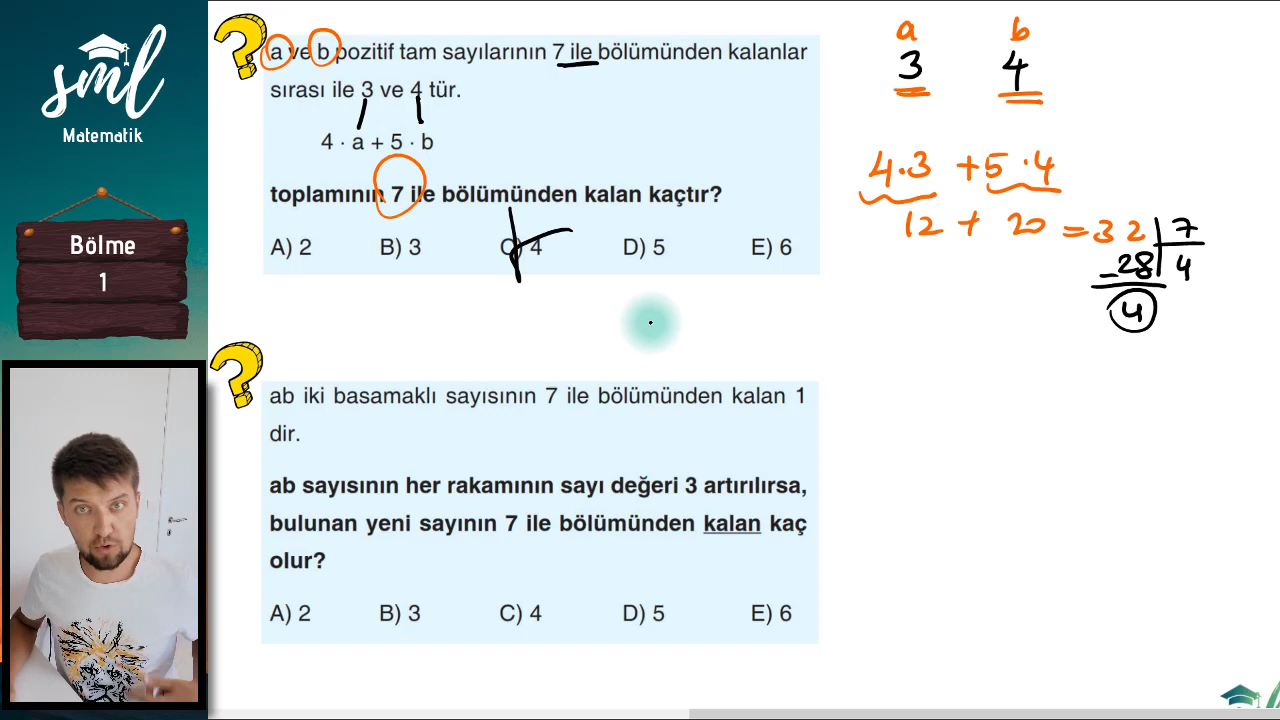 sml
Matematik
Bölme
1
a ve b pozitif tam sayılarının 7 ile bölümünden kalanlar
sırası ile 3 ve 4 tür.
4 · a + 5 · b
toplamının 7 ile bölümünden kalan kaçtır?
A) 2 B) 3 C) 4 D) 5 E) 6
a b
3 4
4.3 + 5.4
12 + 20 = 32 7
-28 4
4
ab iki basamaklı sayısının 7 ile bölümünden kalan 1
dir.
ab sayısının her rakamının sayı değeri 3 artırılırsa,
bulunan yeni sayının 7 ile bölümünden kalan kaç
olur?
A) 2 B) 3 C) 4 D) 5 E) 6